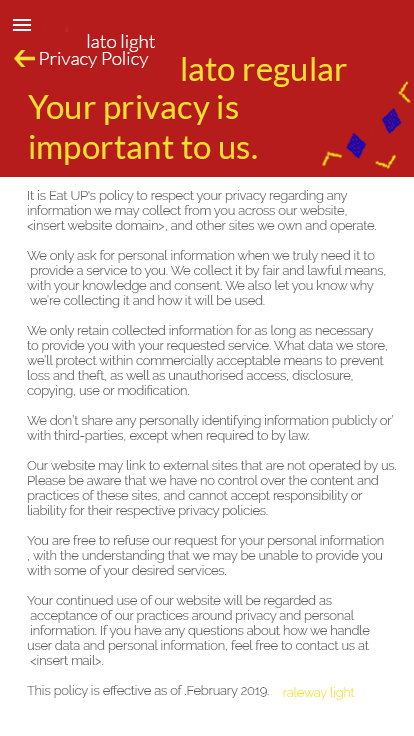 lato light
Privacy Policy
lato regular
Your privacy is
important to us.
It is Eat UP's policy to respect your privacy regarding any
information we may collect from you across our website,
<insert website domain>, and other sites we own and operate.
We only ask for personal information when we truly need it to
provide a service to you. We collect it by fair and lawful means,
with your knowledge and consent. We also let you know why
we're collecting it and how it will be used.
We only retain collected information for as long as necessary
to provide you with your requested service. What data we store,
we'll protect within commercially acceptable means to prevent
loss and theft, as well as unauthorised access, disclosure,
copying, use or modification.
We don't share any personally identifying information publicly or'
with third-parties, except when required to by law.
Our website may link to external sites that are not operated by us.
Please be aware that we have no control over the content and
practices of these sites, and cannot accept responsibility or
liability for their respective privacy policies.
You are free to refuse our request for your personal information
, with the understanding that we may be unable to provide you
with some of your desired services.
Your continued use of our website will be regarded as
acceptance of our practices around privacy and personal
information. If you have any questions about how we handle
user data and personal information, feel free to contact us at
<insert mail>.
This policy is effective as of .February 2019.
raleway light